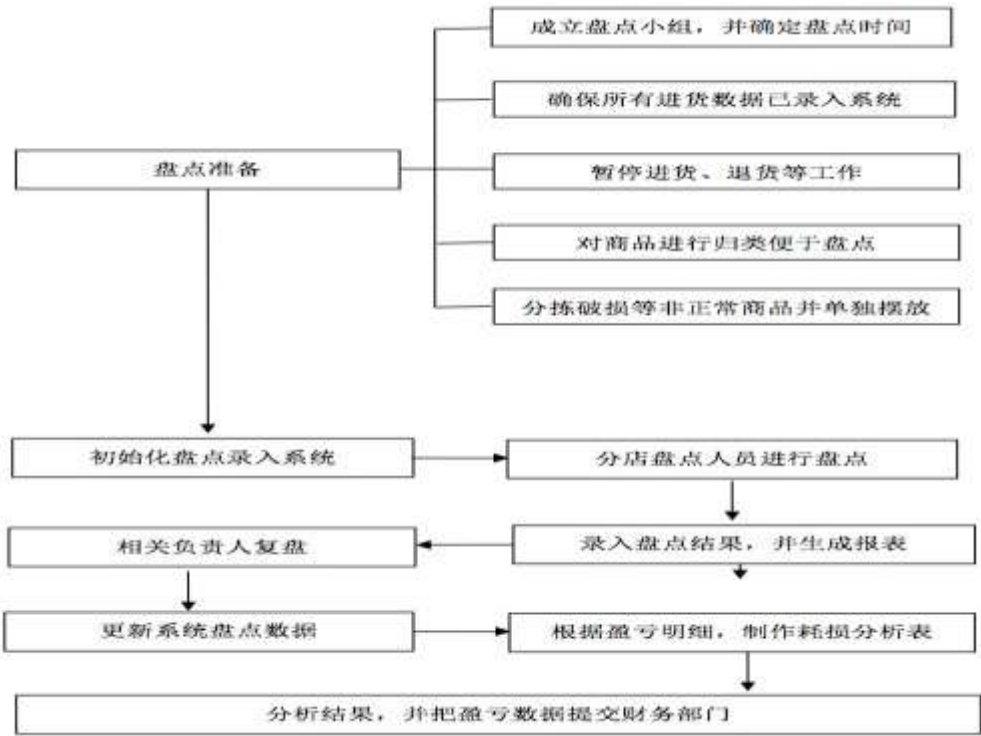 成立盘点小组，并确定盘点时间
确保所有进货数据已录入系统
盘点准备
暂停进货、退货等工作
对商品进行归类便于盘点
分拣破损等非正常商品并单独摆放
初始化盘点录入系统
分店盘点人员进行盘点
相关负责人复盘
录入盘点结果，并生成报表
更新系统盘点数据
根据盈亏明细，制作耗损分析表
分析结果，并把盈亏数据提交财务部门